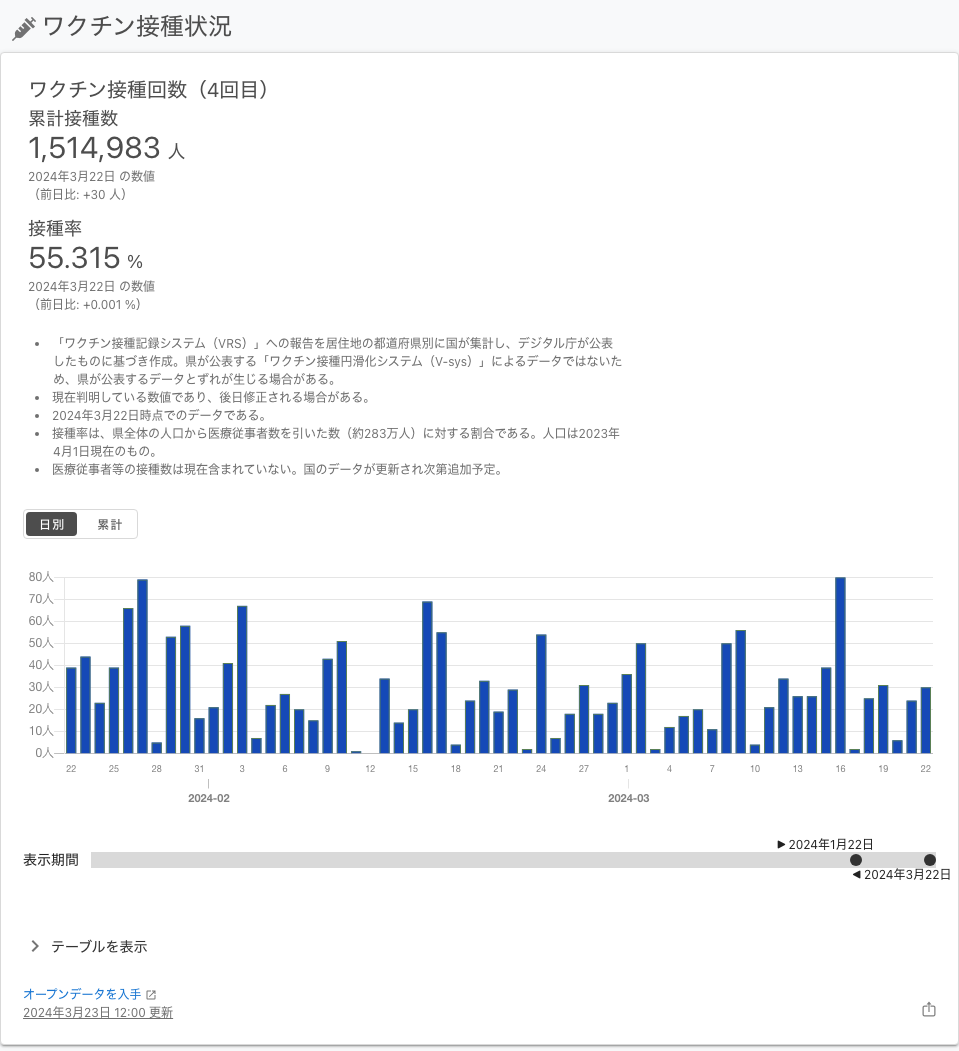 ワクチン接種状況
ワクチン接種回数（4回目）
累計接種数
1,514,983 人
2024年3月22日 の数値
（前日比: +30 人）
接種率
55.315 %
2024年3月22日 の数値
（前日比: +0.001 %）
• 「ワクチン接種記録システム（VRS）」への報告を居住地の都道府県別に国が集計し、デジタル庁が公表
したものに基づき作成。県が公表する「ワクチン接種円滑化システム（V-sys）」によるデータではないた
め、県が公表するデータとずれが生じる場合がある。
• 現在判明している数値であり、後日修正される場合がある。
• 2024年3月22日時点でのデータである。
• 接種率は、県全体の人口から医療従事者数を引いた数（約283万人）に対する割合である。人口は2023年
4月1日現在のもの。
• 医療従事者等の接種数は現在含まれていない。国のデータが更新され次第追加予定。
日別 累計
80人
70人
60人
50人
40人
30人
20人
10人
0人
22 25 28 31 3 6 9 12 15 18 21 24 27 1 4 7 10 13 16 19 22
2024-02 2024-03
2024年1月22日
表示期間
2024年3月22日
テーブルを表示
オープンデータを入手
2024年3月23日 12:00 更新